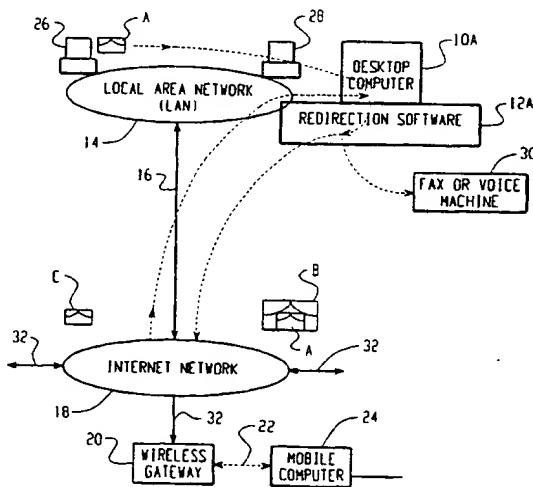 26
A
28
10A
DESKTOP
COMPUTER
LOCAL AREA NETWORK
(LAN)
REDIRECTION SOFTWARE
12A
14
16
30
FAX OR VOICE
MACHINE
C
B
A
32
INTERNET NETWORK
32
18
32
20
WIRELESS
GATEWAY
22
24
MOBILE
COMPUTER